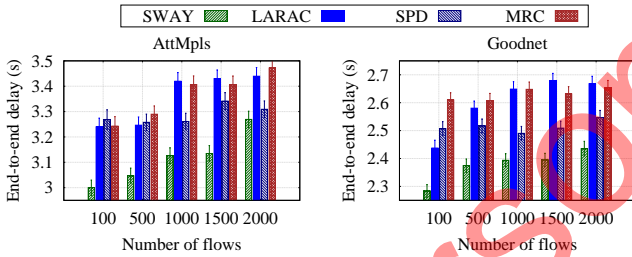 SWAY LARAC SPD MRC
AttMpls
Goodnet
End-to-end delay (s)
3.5
3.4
3.3
3.2
3.1
3
100 500 1000 1500 2000
Number of flows
End-to-end delay (s)
2.7
2.6
2.5
2.4
2.3
100 500 1000 1500 2000
Number of flows